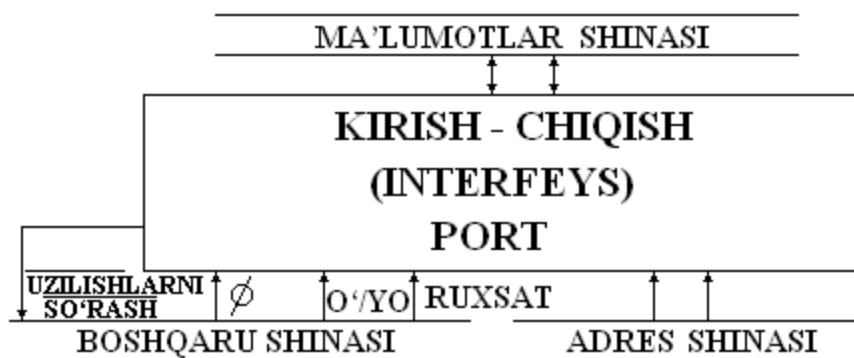 MA’LUMOTLAR SHINASI
KIRISH - CHIQISH
(INTERFEYS)
PORT
UZILISHLARNI
SO‘RASH
∅
O‘/YO
RUXSAT
BOSHQARU SHINASI
ADRES SHINASI